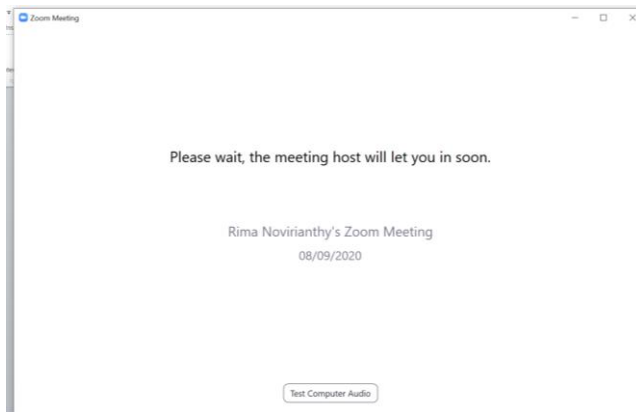 Zoom Meeting
Please wait, the meeting host will let you in soon.
Rima Novirianthy's Zoom Meeting
08/09/2020
Test Computer Audio